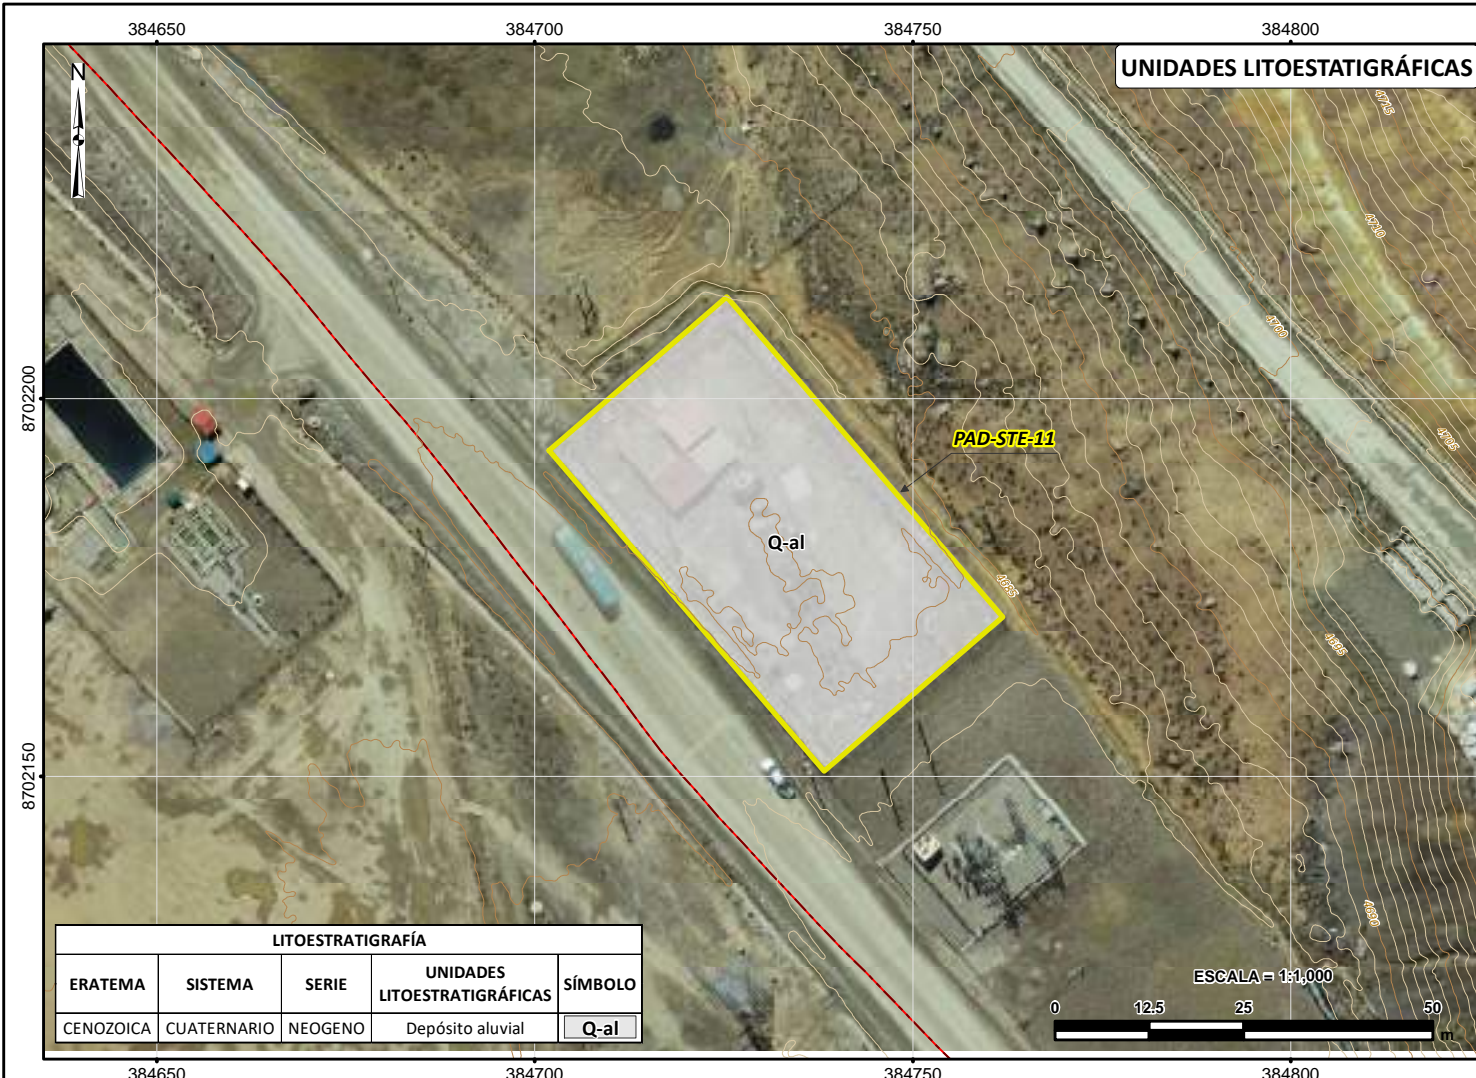 384650 384700 384750 384800
UNIDADES LITOESTATIGRÁFICAS
N
4715
4710
4700
8702200
PAD-STE-11
4705
Q-al
4695
4695
8702150
4690
LITOESTRATIGRAFÍA
ERATEMA SISTEMA SERIE UNIDADES LITOESTRATIGRÁFICAS SÍMBOLO
CENOZOICA CUATERNARIO NEOGENO Depósito aluvial Q-al
ESCALA = 1:1,000
0 12.5 25 50
m
384650 384700 384750 384800